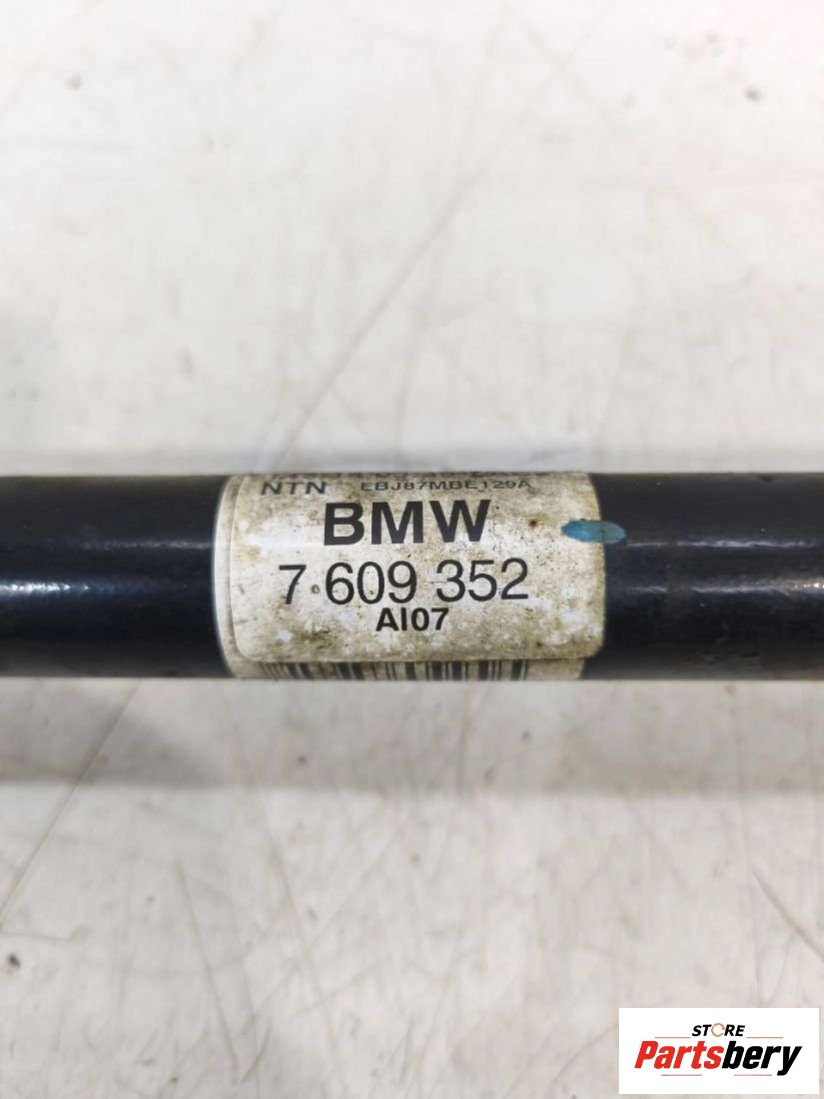 NTN EBJ87MBE129A
BMW
7 609 352
AI07
STORE
Partsbery